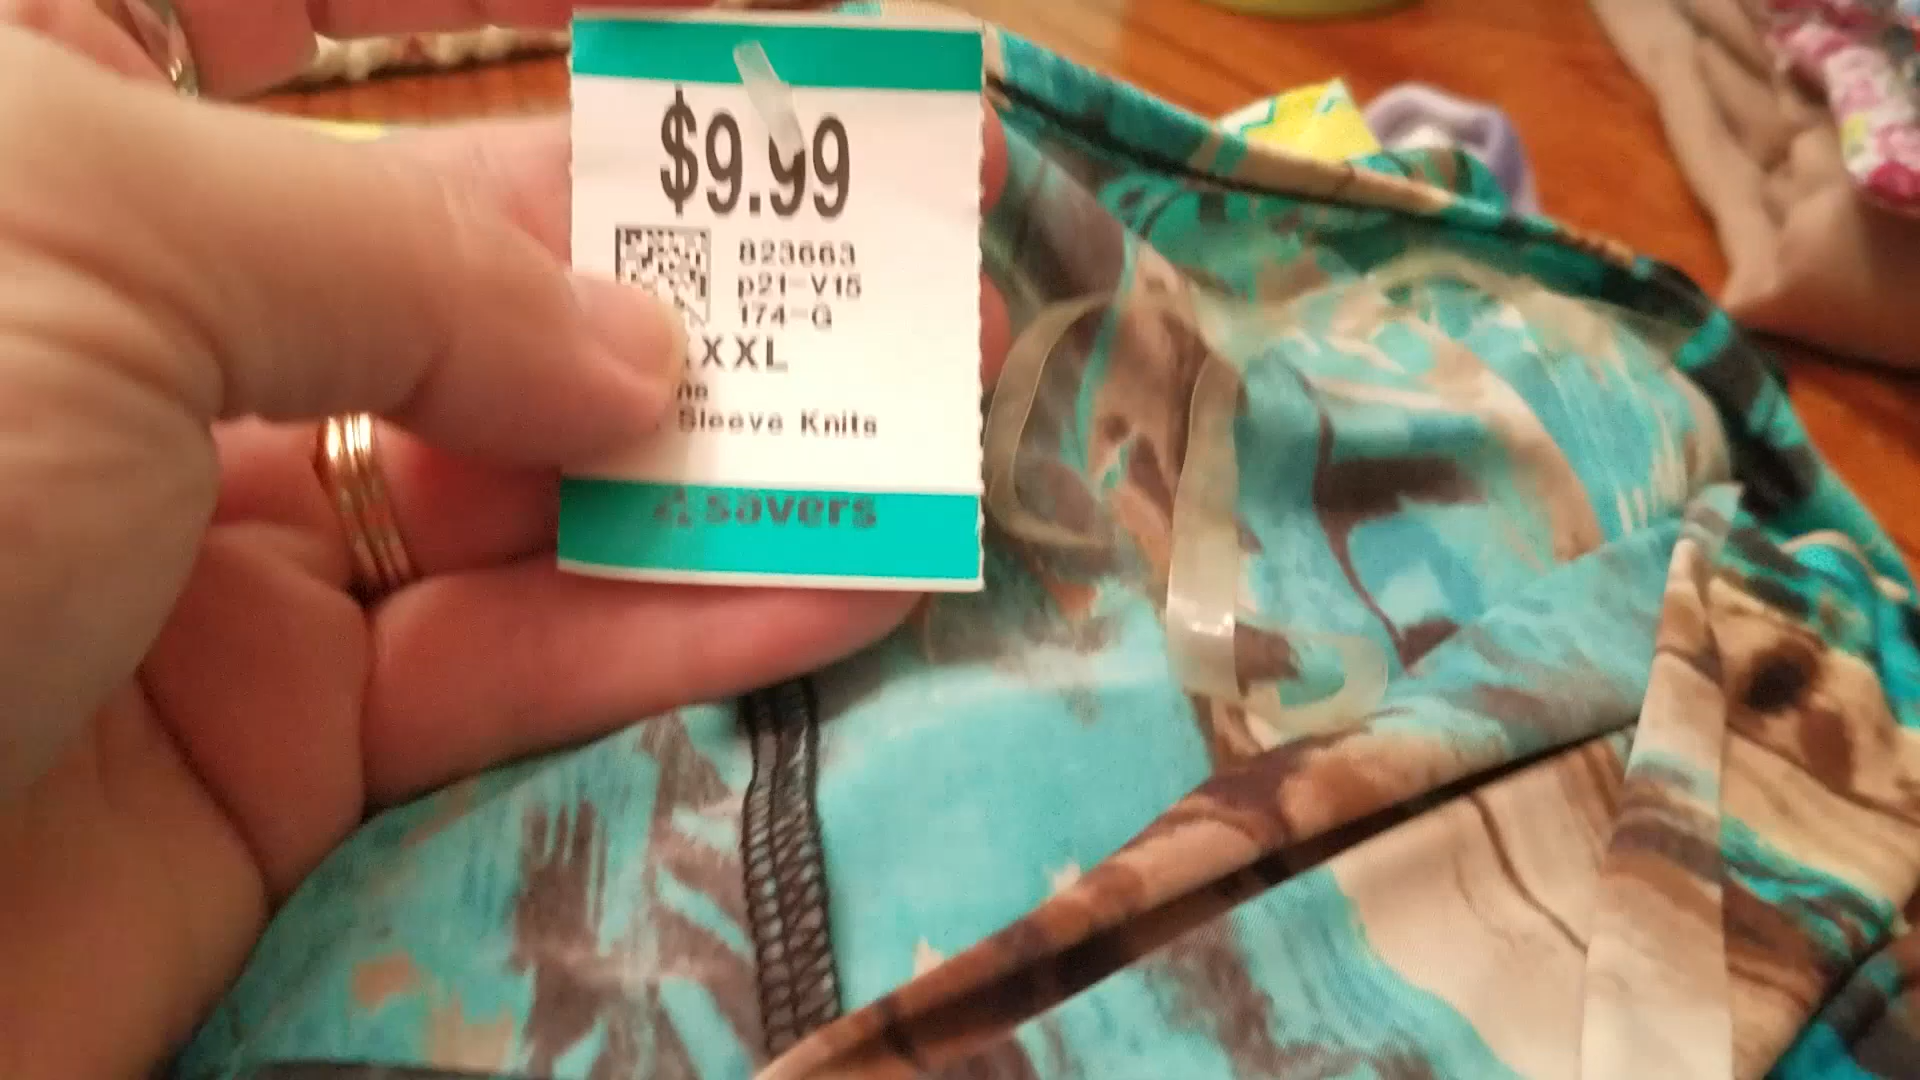 $9.99
823663
p21-V15
174-G
XXL
Sleeve Knits
savers